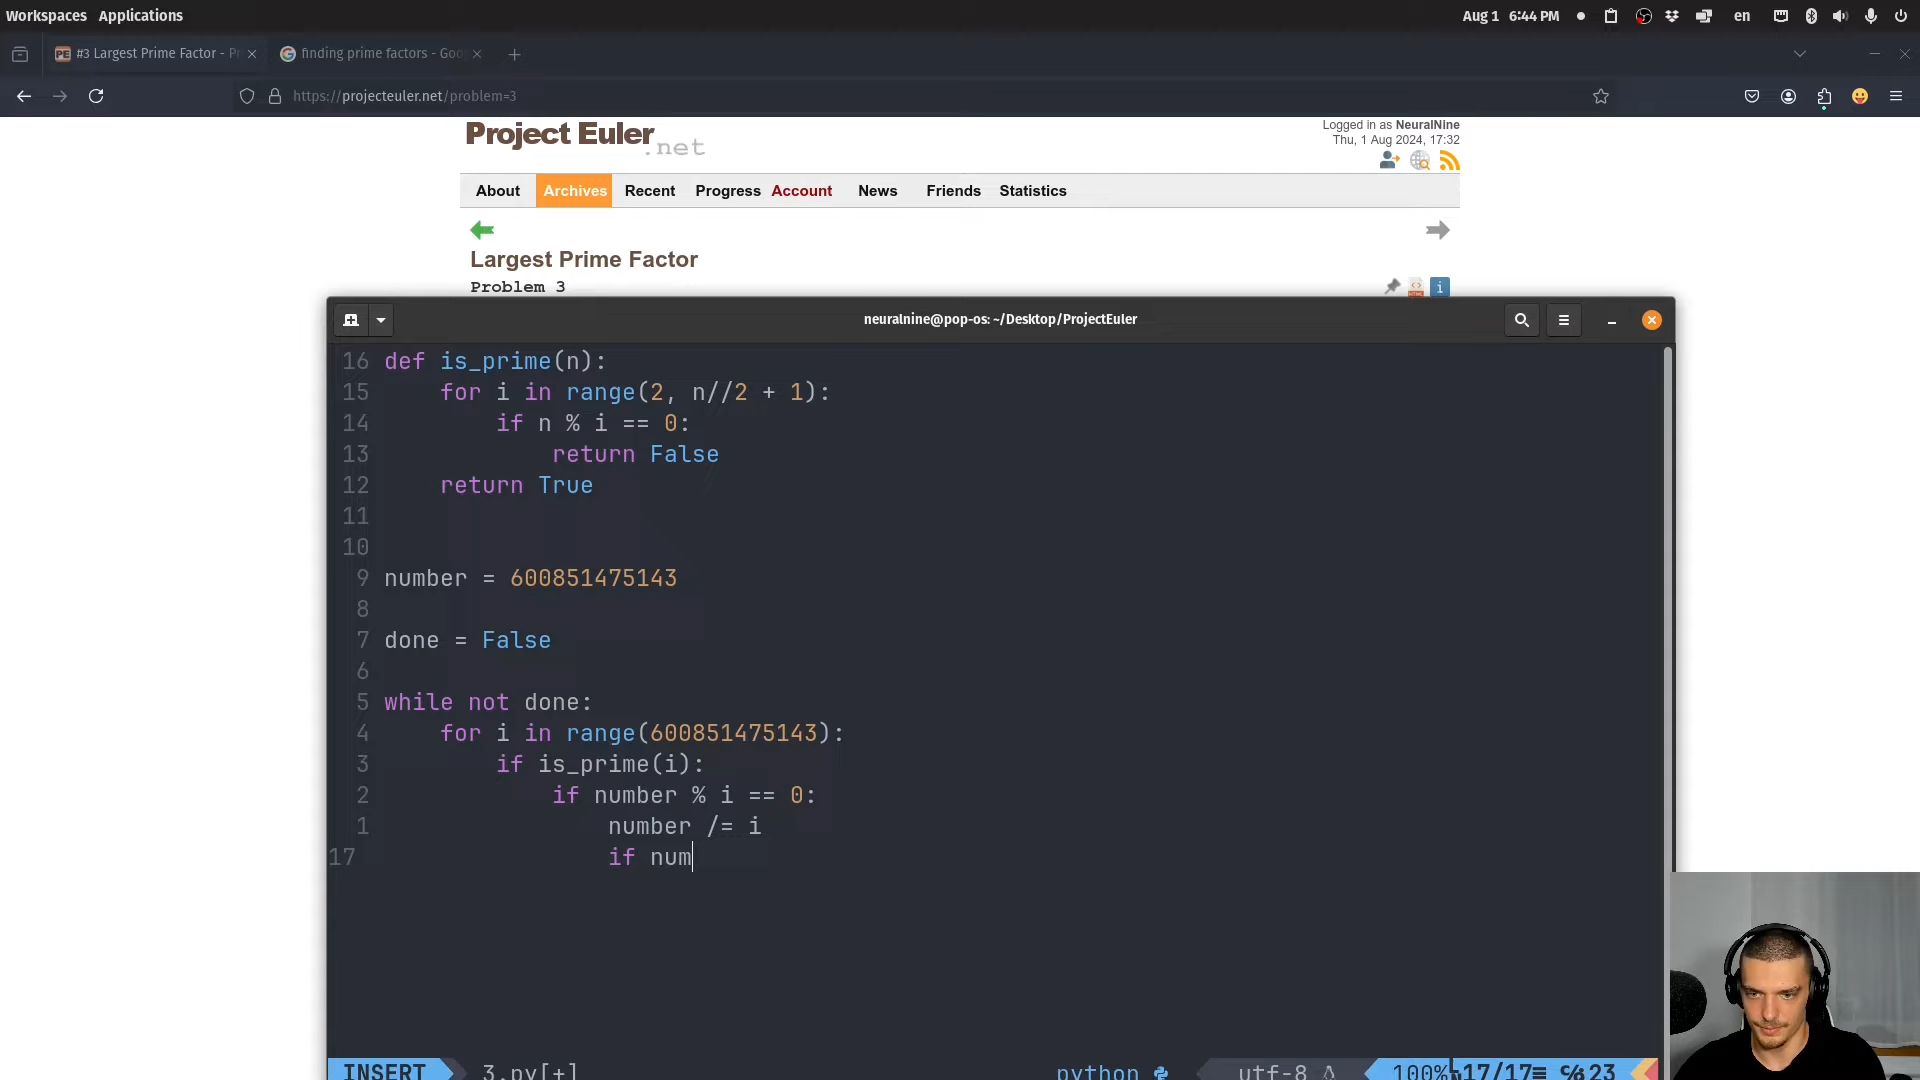 Workspaces Applications
Aug 1 6:44 PM
en
#3 Largest Prime Factor - P
finding prime factors - Goo
https://projecteuler.net/problem=3
Project Euler
.net
Logged in as NeuralNine
Thu, 1 Aug 2024, 17:32
About Archives Recent Progress Account News Friends Statistics
Largest Prime Factor
Problem 3
neuralnine@pop-os: ~/Desktop/ProjectEuler
16 def is_prime(n):
15 for i in range(2, n//2 + 1):
14 if n % i == 0:
13 return False
12 return True
11
10
9 number = 600851475143
8
7 done = False
6
5 while not done:
4 for i in range(600851475143):
3 if is_prime(i):
2 if number % i == 0:
1 number /= i
17 if num
INSERT 3.py[+] python utf-8 100% 17/17 23